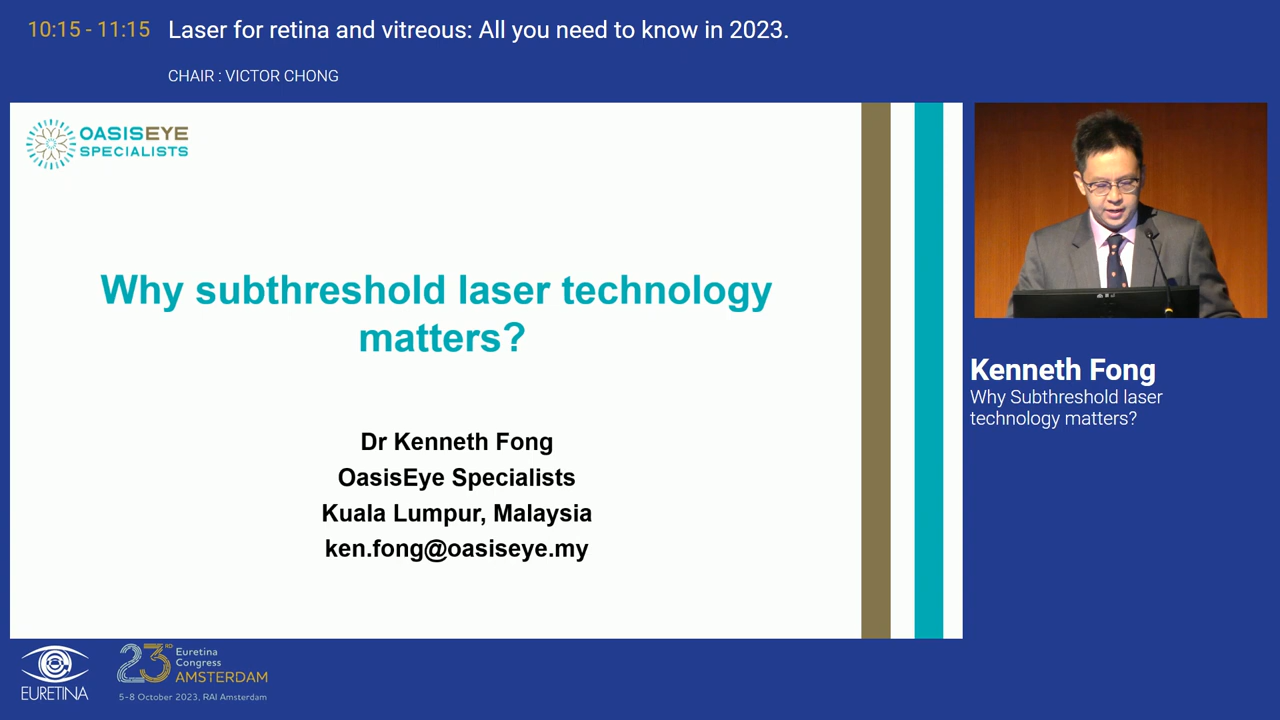 10:15 - 11:15
Laser for retina and vitreous: All you need to know in 2023.
CHAIR : VICTOR CHONG
OASISEYE
SPECIALISTS
Why subthreshold laser technology
matters?
Dr Kenneth Fong
OasisEye Specialists
Kuala Lumpur, Malaysia
ken.fong@oasiseye.my
Kenneth Fong
Why Subthreshold laser
technology matters?
EURETINA
23RD
Euretina
Congress
AMSTERDAM
5-8 October 2023, RAI Amsterdam